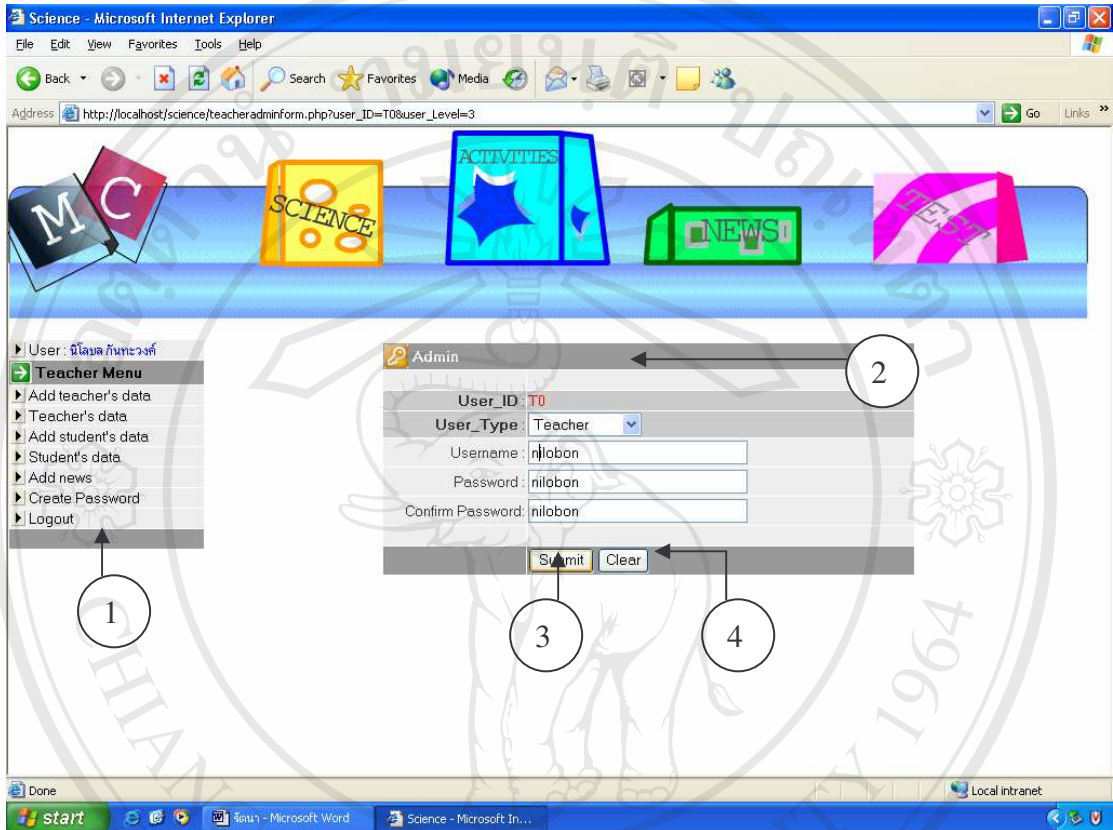 Science - Microsoft Internet Explorer
File Edit View Favorites Tools Help
Back Search Favorites Media
Address http://localhost/science/teacheradminform.php?user_ID=T0&user_Level=3 Go Links »
M C
SCIENCE
ACTIVITIES
NEWS
TEST
User : นิโลบล กันทะวงศ์
Teacher Menu
Add teacher's data
Teacher's data
Add student's data
Student's data
Add news
Create Password
Logout
Admin
User_ID : T0
User_Type : Teacher
Username : nilobon
Password : nilobon
Confirm Password: nilobon
Submit Clear
1
2
3
4
Done
Local intranet
start
- Microsoft Word
Science - Microsoft In...
1964